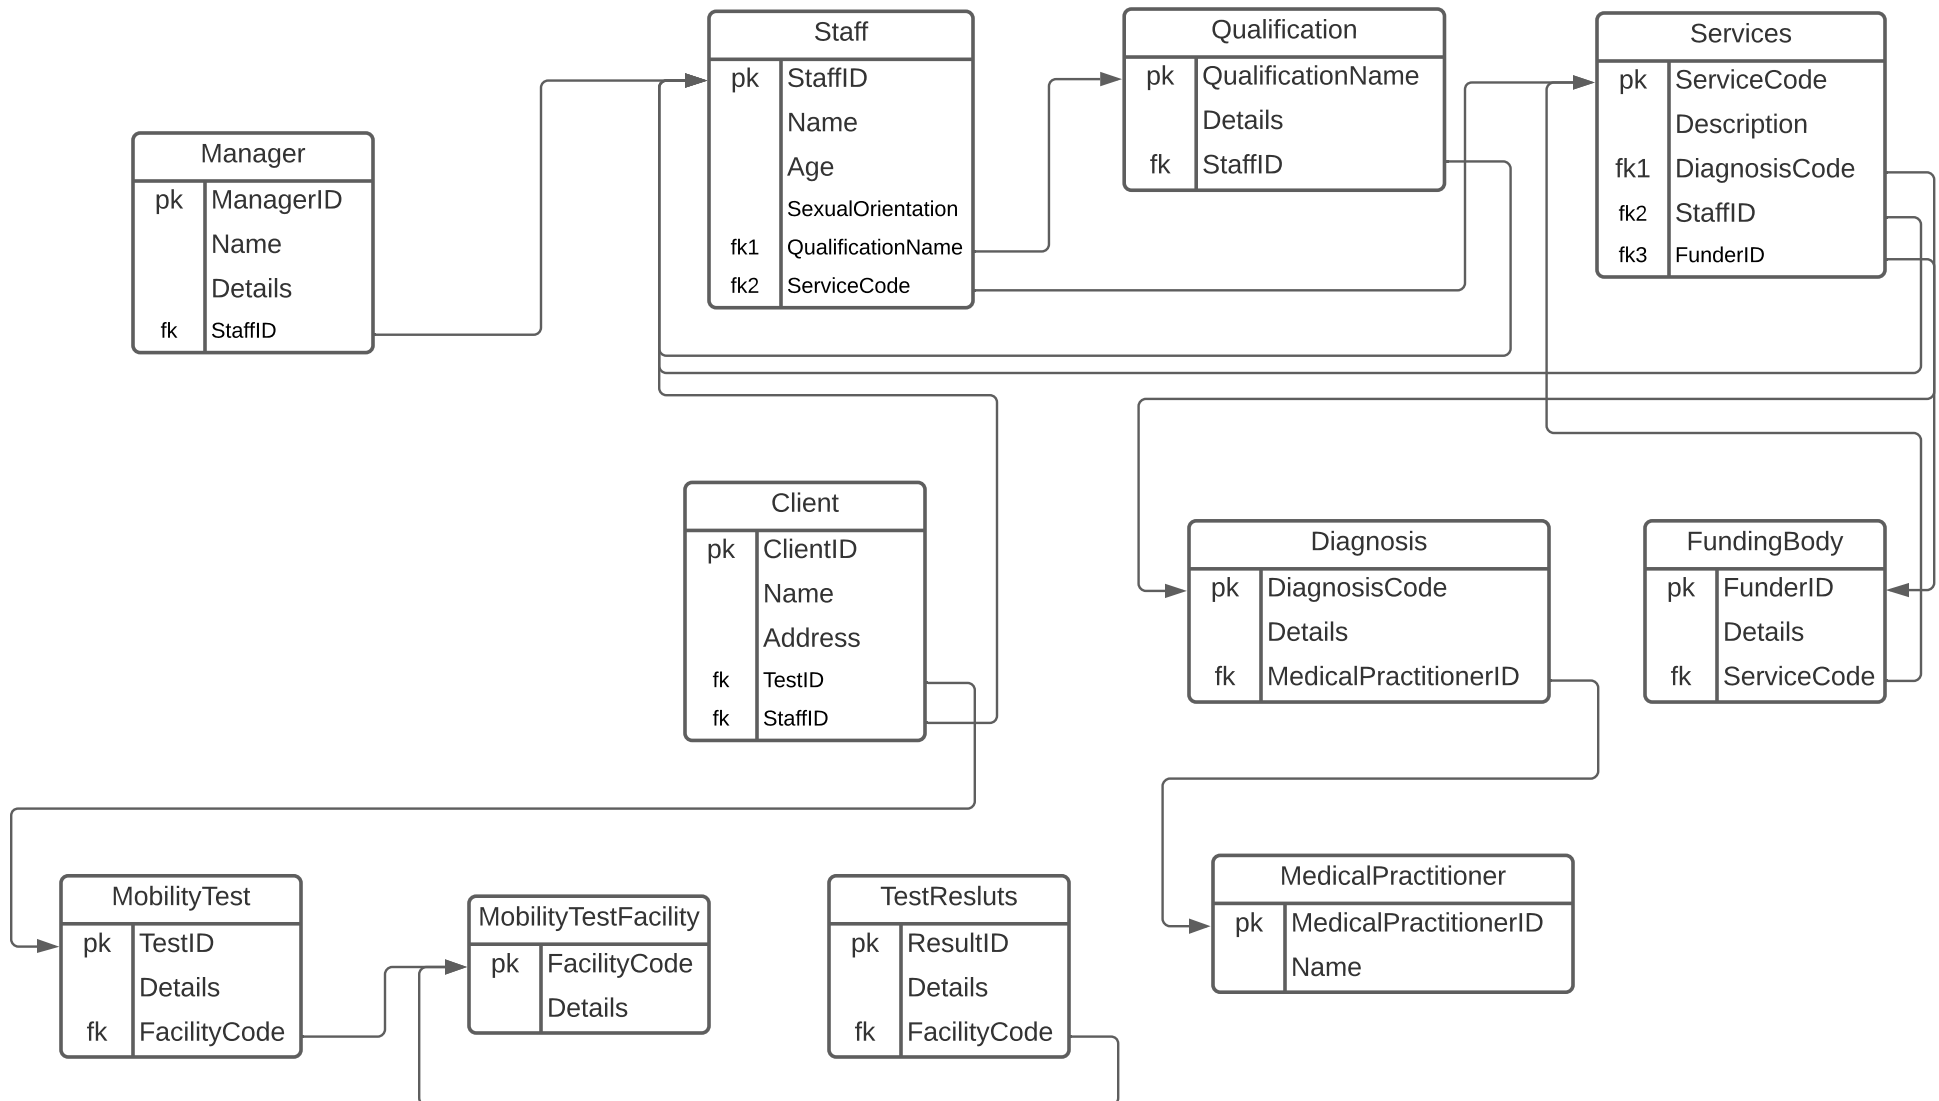 Staff
pk StaffID
Name
Age
SexualOrientation
fk1 QualificationName
fk2 ServiceCode
Qualification
pk QualificationName
Details
fk StaffID
Services
pk ServiceCode
Description
fk1 DiagnosisCode
fk2 StaffID
fk3 FunderID
Manager
pk ManagerID
Name
Details
fk StaffID
Client
pk ClientID
Name
Address
fk TestID
fk StaffID
Diagnosis
pk DiagnosisCode
Details
fk MedicalPractitionerID
FundingBody
pk FunderID
Details
fk ServiceCode
MobilityTest
pk TestID
Details
fk FacilityCode
MobilityTestFacility
pk FacilityCode
Details
TestResluts
pk ResultID
Details
fk FacilityCode
MedicalPractitioner
pk MedicalPractitionerID
Name